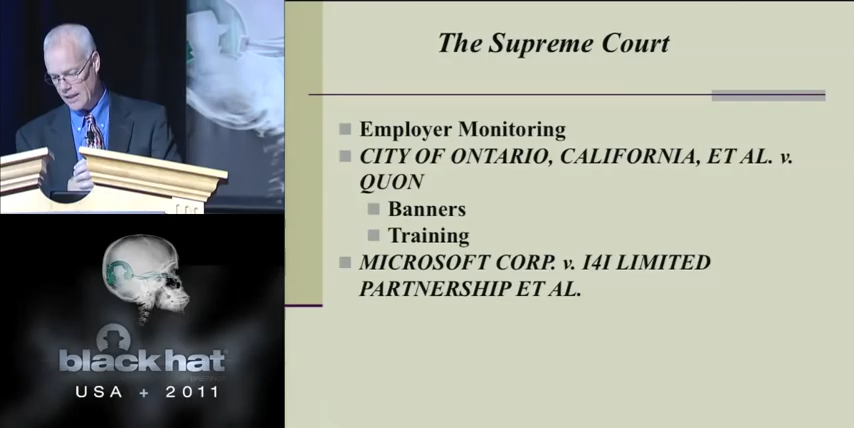 The Supreme Court
Employer Monitoring
CITY OF ONTARIO, CALIFORNIA, ET AL. v.
QUON
Banners
Training
MICROSOFT CORP. v. I4I LIMITED
PARTNERSHIP ET AL.
black hat
USA + 2011